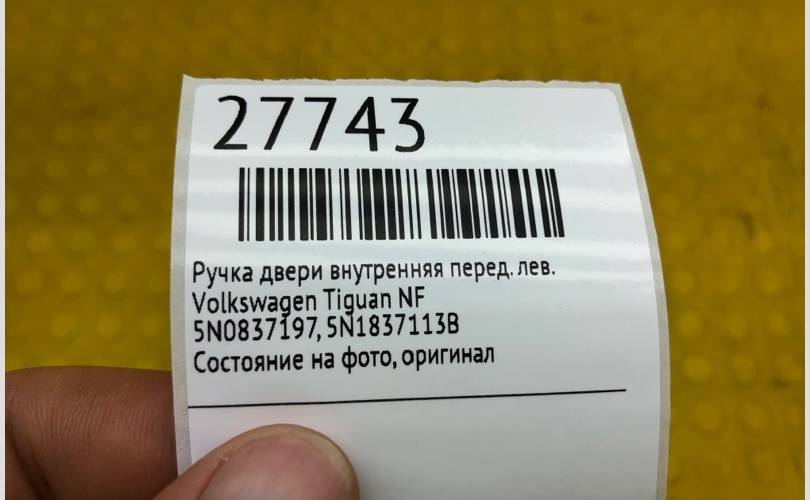 27743
Ручка двери внутренняя перед. лев.
Volkswagen Tiguan NF
5N0837197, 5N1837113B
Состояние на фото, оригинал